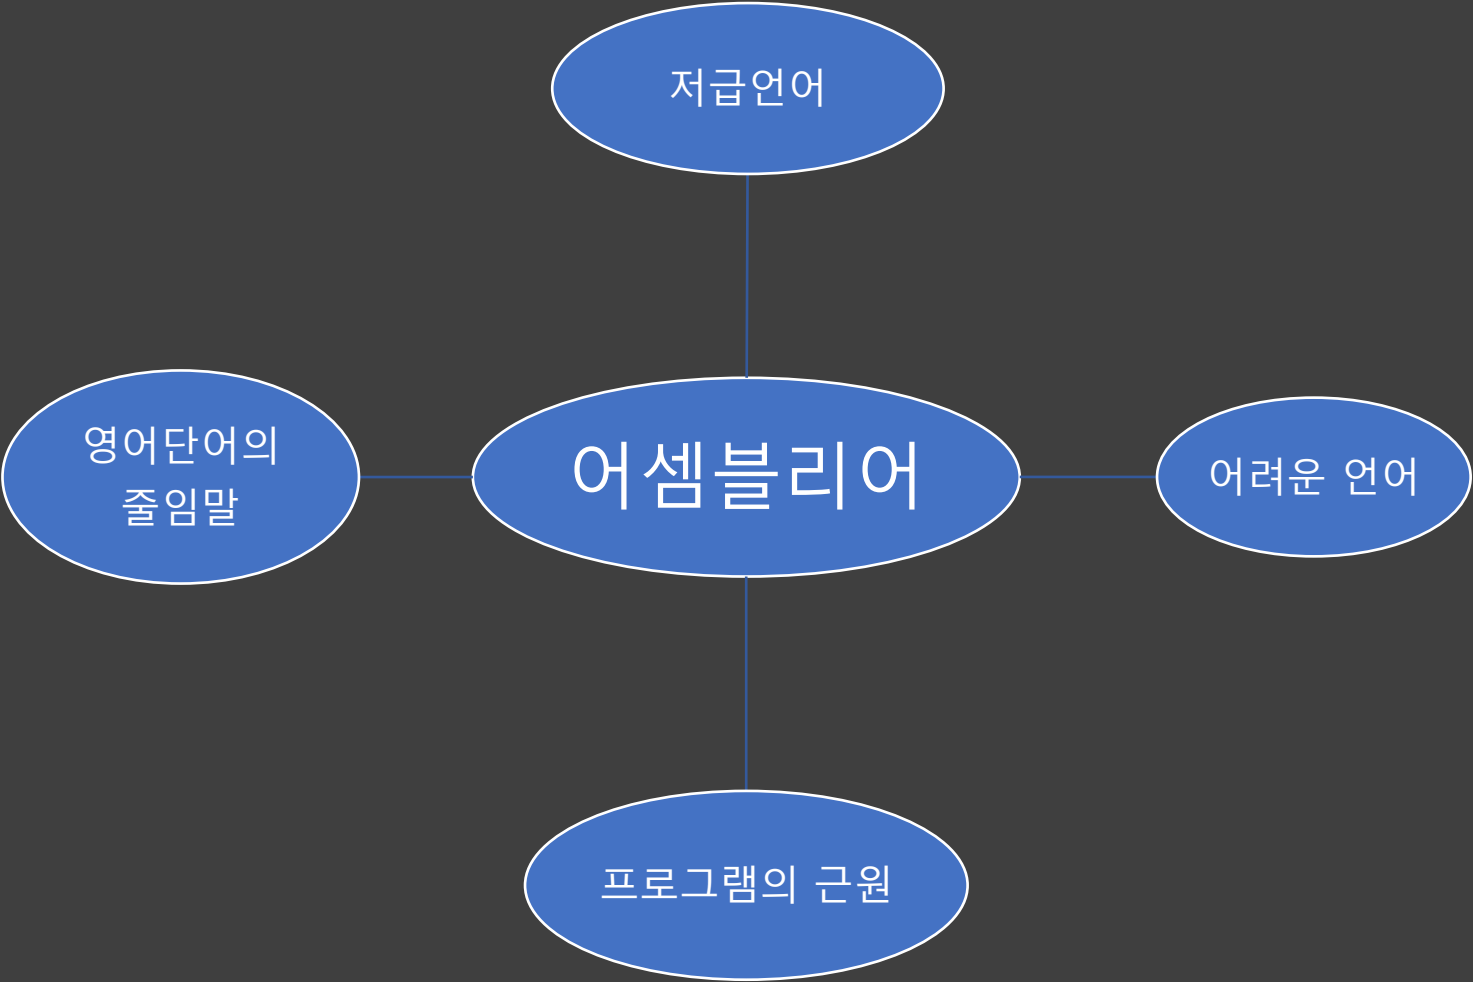 저급언어
영어단어의
줄임말
어셈블리어
어려운 언어
프로그램의 근원